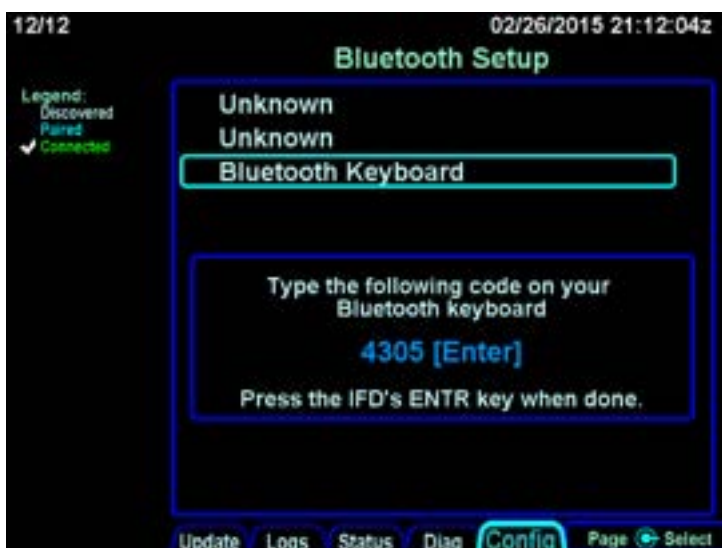 12/12
02/26/2015 21:12:04z
Bluetooth Setup
Legend:
Discovered
Paired
Connected
Unknown
Unknown
Bluetooth Keyboard
Type the following code on your
Bluetooth keyboard
4305 [Enter]
Press the IFD's ENTR key when done.
Update Logs Status Diag Config Page Select